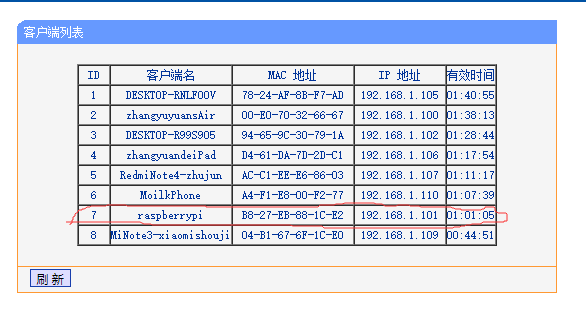 客户端列表
ID 客户端名 MAC 地址 IP 地址 有效时间
1 DESKTOP-RNLFOOV 78-24-AF-8B-F7-AD 192.168.1.105 01:40:55
2 zhangyuyuansAir 00-E0-70-32-66-67 192.168.1.100 01:38:13
3 DESKTOP-R99S905 94-65-9C-30-79-1A 192.168.1.102 01:28:44
4 zhangyuandeiPad D4-61-DA-7D-2D-C1 192.168.1.106 01:17:54
5 RedmiNote4-zhujun AC-C1-EE-E6-86-03 192.168.1.107 01:11:17
6 MoilkPhone A4-F1-E8-00-F2-77 192.168.1.110 01:07:39
7 raspberrypi B8-27-EB-88-1C-E2 192.168.1.101 01:01:05
8 MiNote3-xiaomishouji 04-B1-67-6F-1C-E0 192.168.1.109 00:44:51
刷 新